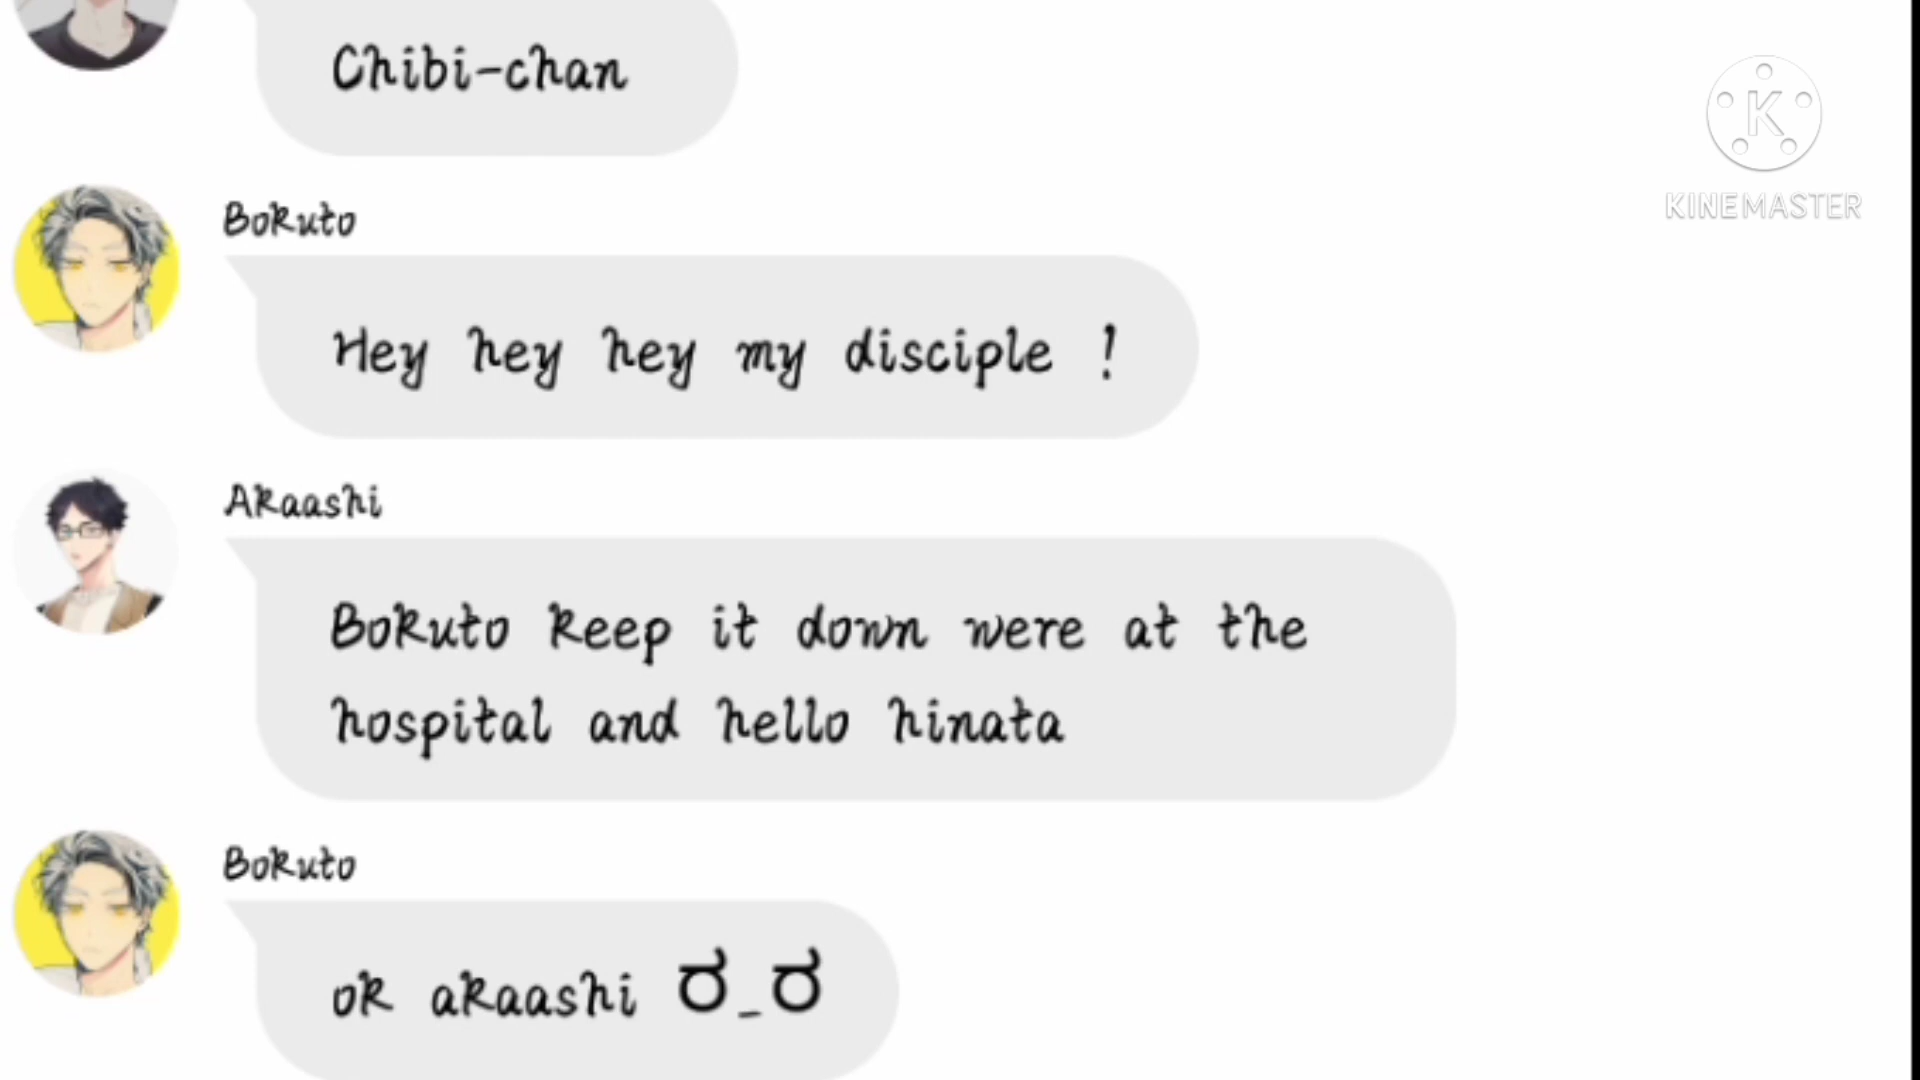 Chibi-chan
K
KINEMASTER
Bokuto
Hey hey hey my disciple !
Akaashi
Bokuto keep it down were at the
hospital and hello hinata
Bokuto
ok akaashi ರ_ರ